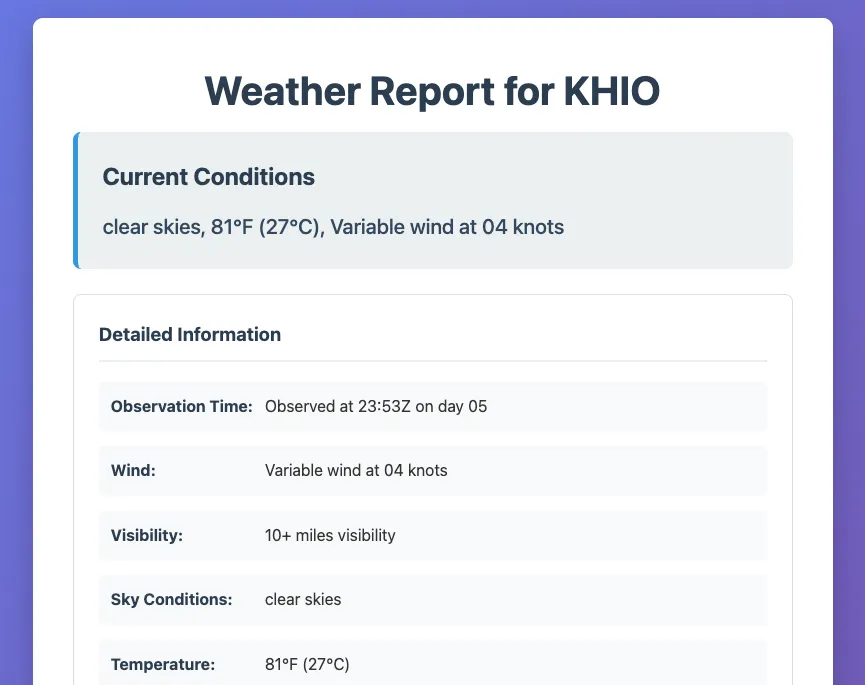 Weather Report for KHIO
Current Conditions
clear skies, 81°F (27°C), Variable wind at 04 knots
Detailed Information
Observation Time: Observed at 23:53Z on day 05
Wind: Variable wind at 04 knots
Visibility: 10+ miles visibility
Sky Conditions: clear skies
Temperature: 81°F (27°C)